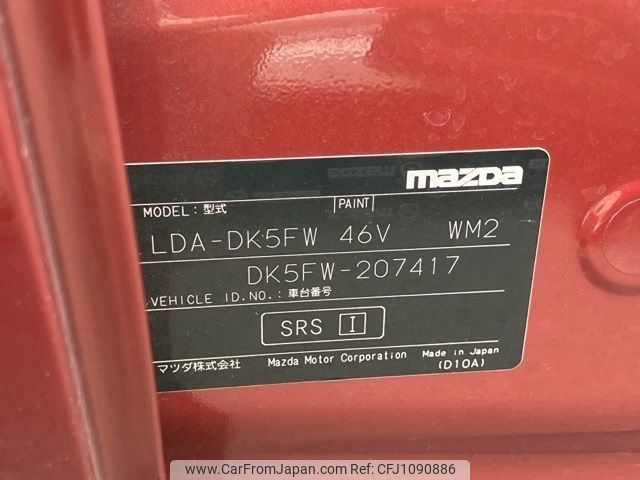 mazda
MODEL: 型式 PAINT
LDA-DK5FW 46V WM2
DK5FW-207417
VEHICLE ID.NO.: 車台番号
SRS I
マツダ株式会社 Mazda Motor Corporation Made in Japan
(D10A)
www.CarFromJapan.com | Ref. CFJ1090886